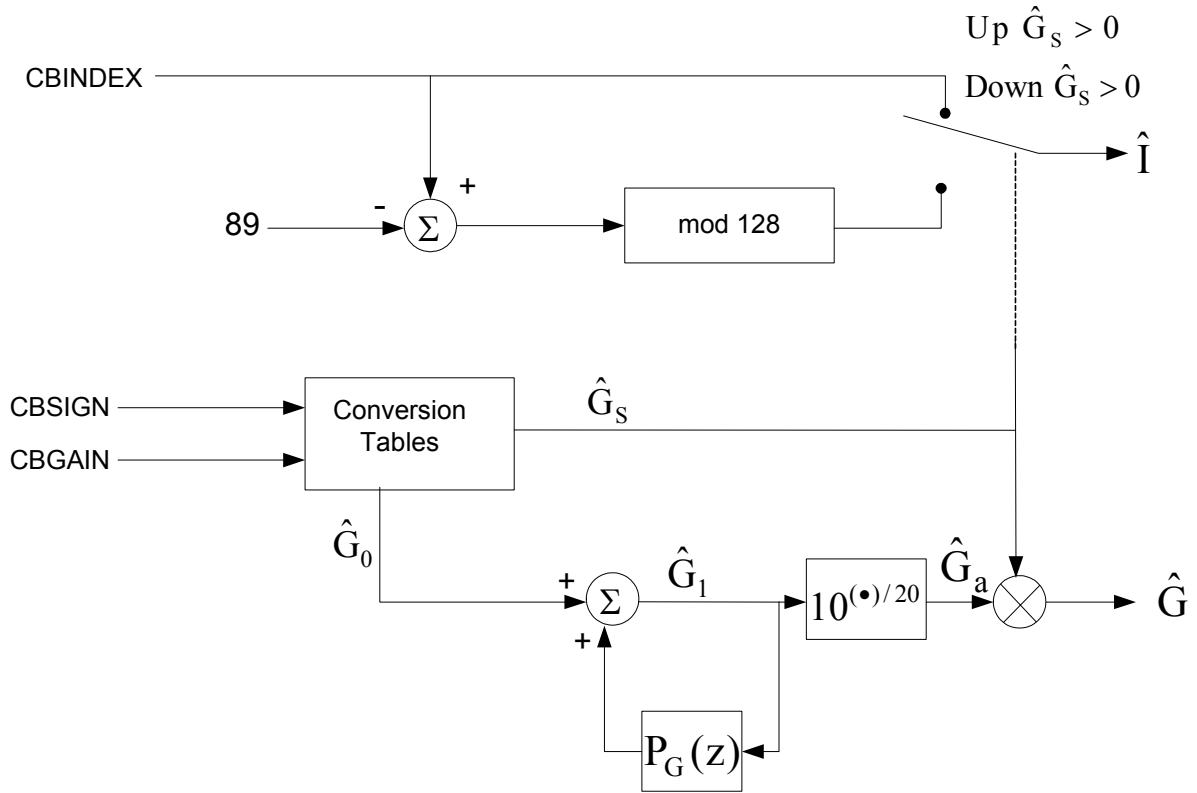 Up Ĝ_S > 0
CBINDEX
Down Ĝ_S > 0
Î
+
-
89
Σ
mod 128
CBSIGN
Conversion
Tables
Ĝ_S
CBGAIN
Ĝ_0
+
Σ
Ĝ_1
10^(•)/20
Ĝ_a
Ĝ
+
P_G(z)